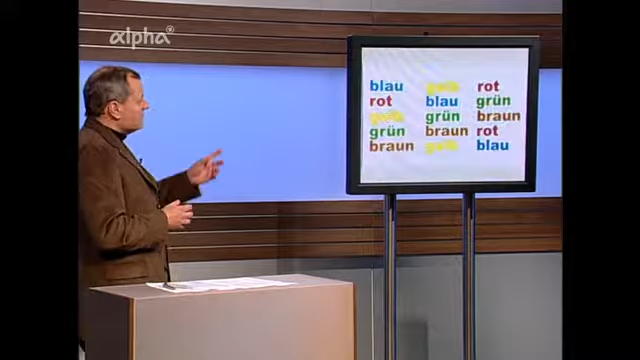 alpha
blau gelb rot
rot blau grün
gelb grün braun
grün braun rot
braun gelb blau